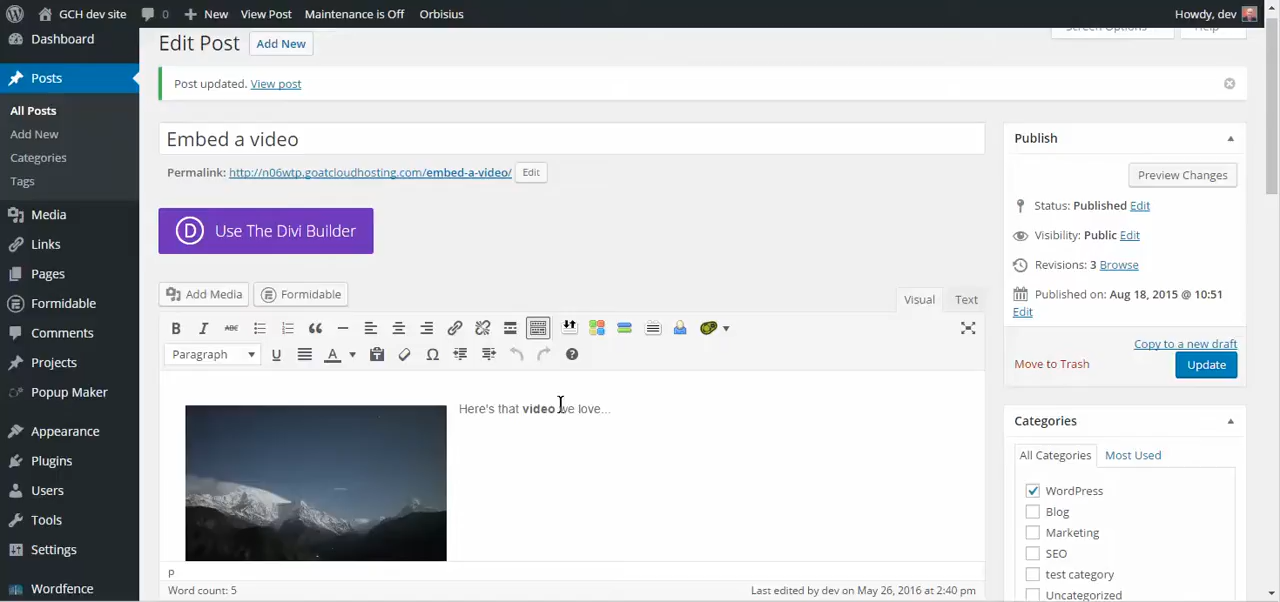 GCH dev site 0 New View Post Maintenance is Off Orbisius Howdy, dev
Dashboard
Posts
All Posts
Add New
Categories
Tags
Media
Links
Pages
Formidable
Comments
Projects
Popup Maker
Appearance
Plugins
Users
Tools
Settings
Wordfence
Edit Post Add New
Screen Options Help
Post updated. View post
Embed a video
Permalink: http://n06wtp.goatcloudhosting.com/embed-a-video/ Edit
D Use The Divi Builder
Add Media Formidable
Visual Text
B I ABC
Paragraph U A Ω
Here's that video we love...
p
Word count: 5 Last edited by dev on May 26, 2016 at 2:40 pm
Publish
Preview Changes
Status: Published Edit
Visibility: Public Edit
Revisions: 3 Browse
Published on: Aug 18, 2015 @ 10:51
Edit
Copy to a new draft
Move to Trash Update
Categories
All Categories Most Used
WordPress
Blog
Marketing
SEO
test category
Uncategorized